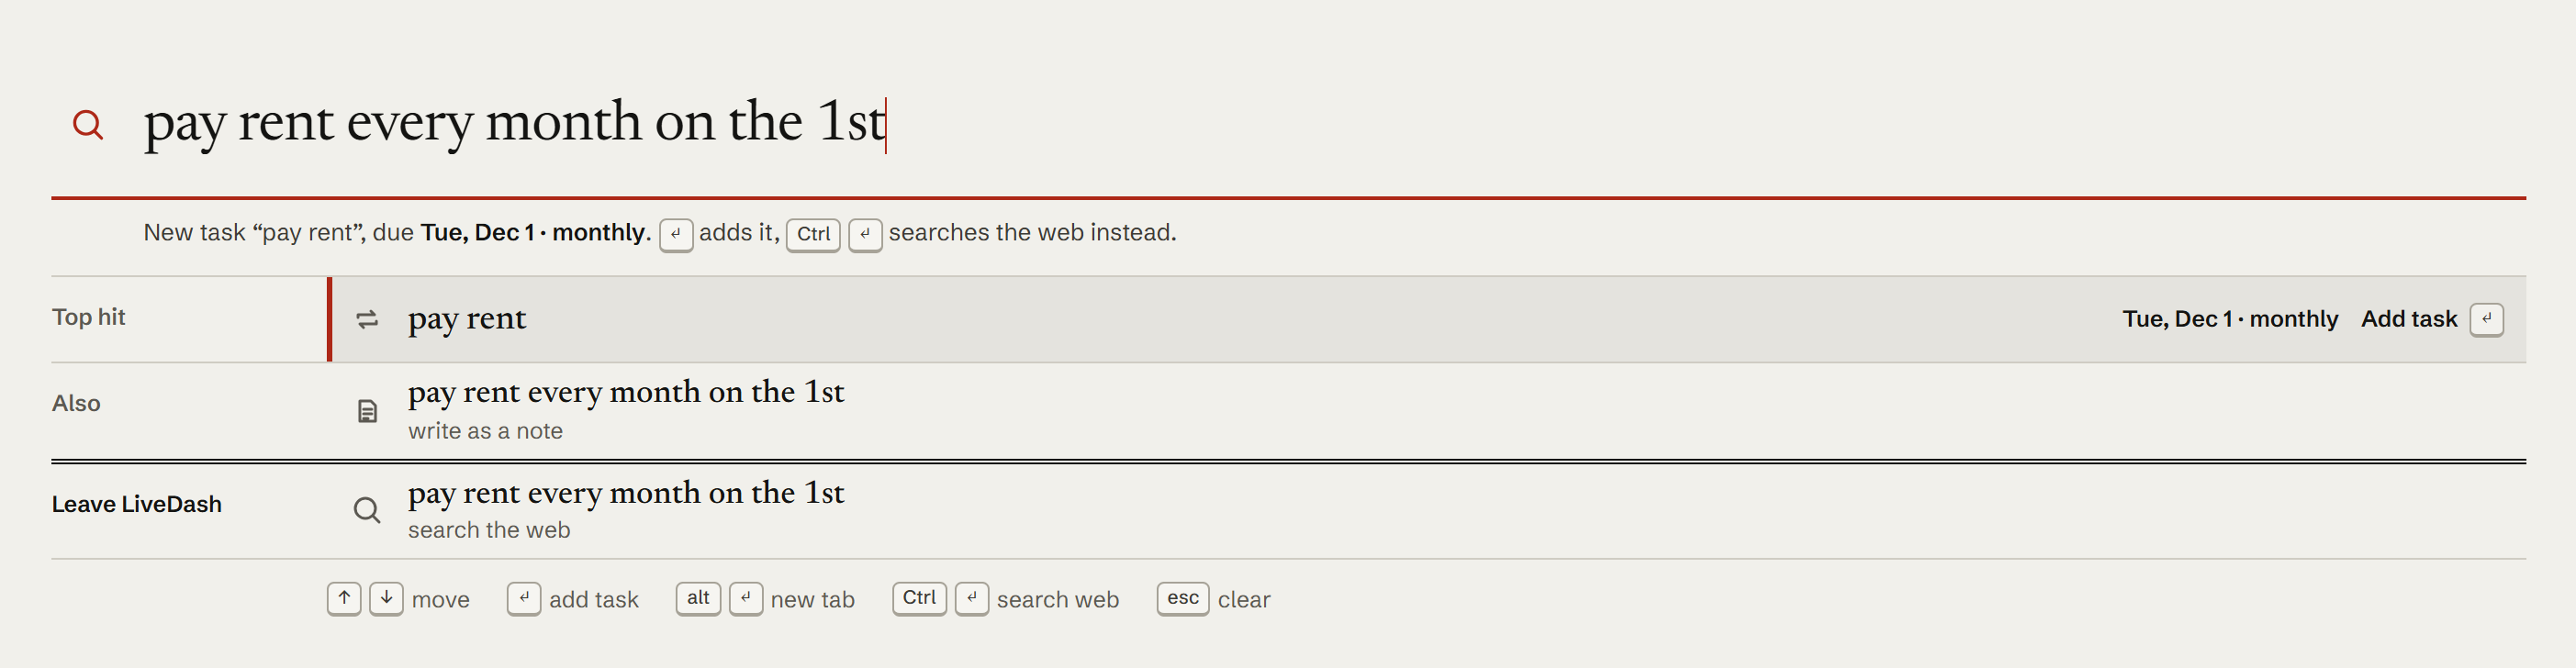 pay rent every month on the 1st
New task “pay rent”, due Tue, Dec 1 · monthly. ↵ adds it, Ctrl ↵ searches the web instead.
Top hit pay rent Tue, Dec 1 · monthly Add task ↵
Also pay rent every month on the 1st
write as a note
Leave LiveDash pay rent every month on the 1st
search the web
↑ ↓ move ↵ add task alt ↵ new tab Ctrl ↵ search web esc clear